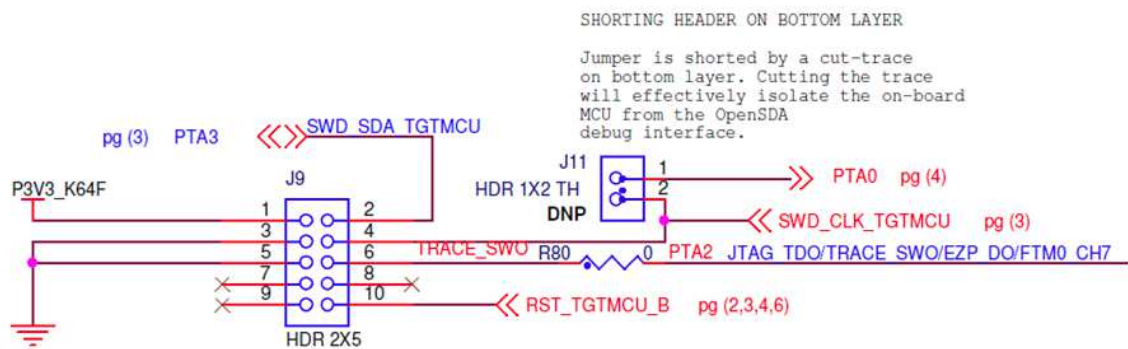 SHORTING HEADER ON BOTTOM LAYER
Jumper is shorted by a cut-trace
on bottom layer. Cutting the trace
will effectively isolate the on-board
MCU from the OpenSDA
debug interface.
pg (3) PTA3 SWD_SDA_TGTMCU
J11
1 PTA0 pg (4)
P3V3_K64F
J9
HDR 1X2 TH
2
DNP
1 2
SWD_CLK_TGTMCU pg (3)
3 4
TRACE_SWO R80 0 PTA2 JTAG_TDO/TRACE_SWO/EZP_DO/FTM0_CH7
5 6
7 8
9 10
RST_TGTMCU_B pg (2,3,4,6)
HDR 2X5